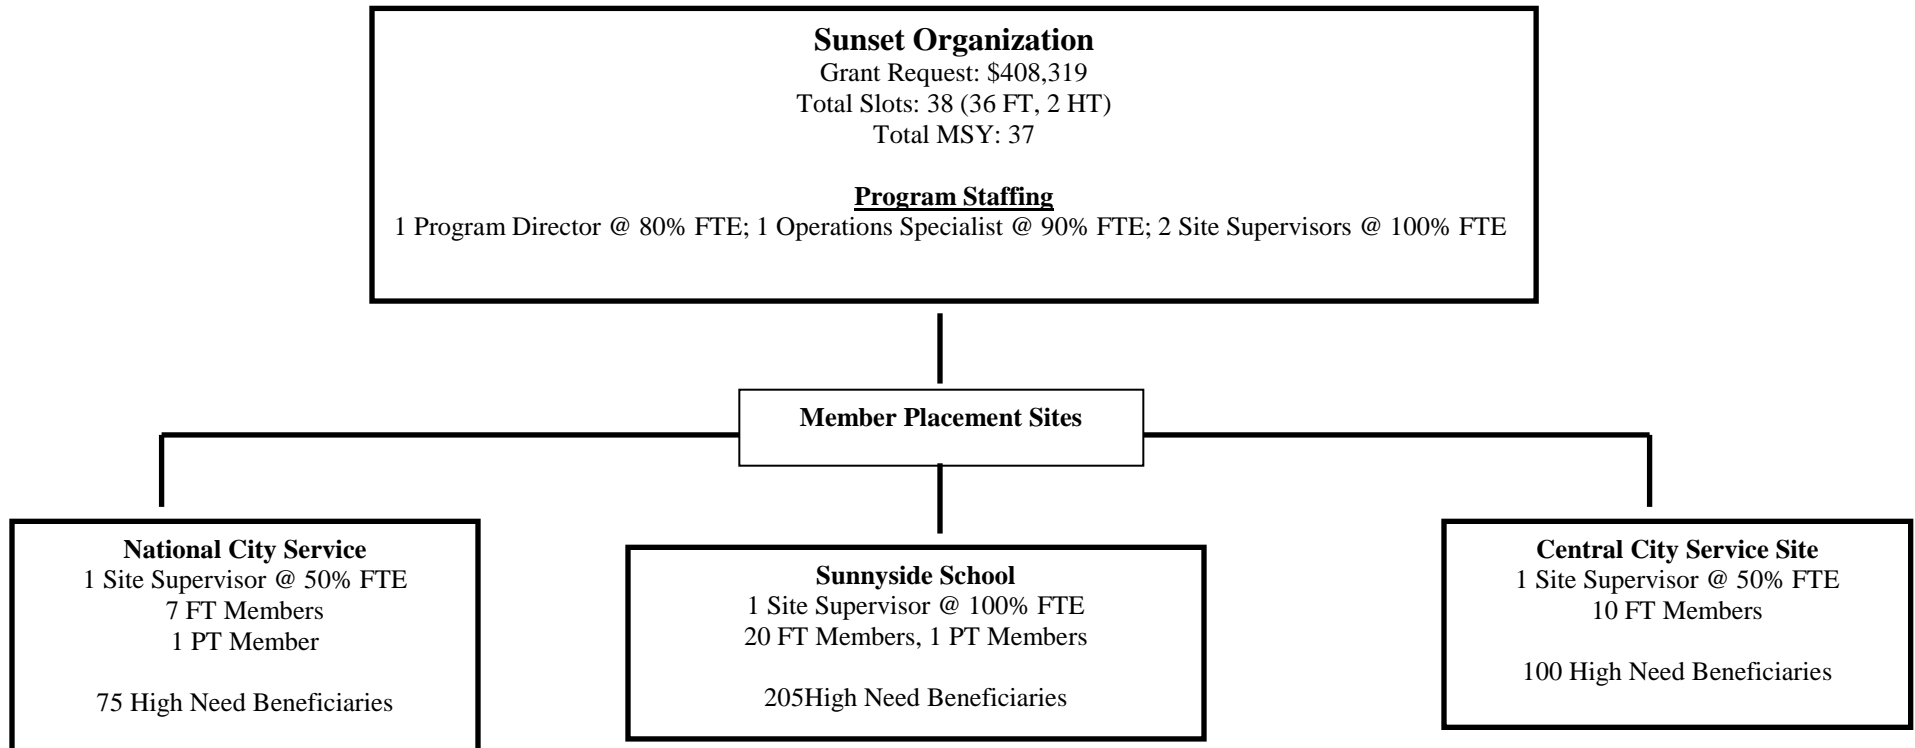 Sunset Organization
Grant Request: $408,319
Total Slots: 38 (36 FT, 2 HT)
Total MSY: 37
Program Staffing
1 Program Director @ 80% FTE; 1 Operations Specialist @ 90% FTE; 2 Site Supervisors @ 100% FTE
Member Placement Sites
National City Service
1 Site Supervisor @ 50% FTE
7 FT Members
1 PT Member
75 High Need Beneficiaries
Sunnyside School
1 Site Supervisor @ 100% FTE
20 FT Members, 1 PT Members
205High Need Beneficiaries
Central City Service Site
1 Site Supervisor @ 50% FTE
10 FT Members
100 High Need Beneficiaries